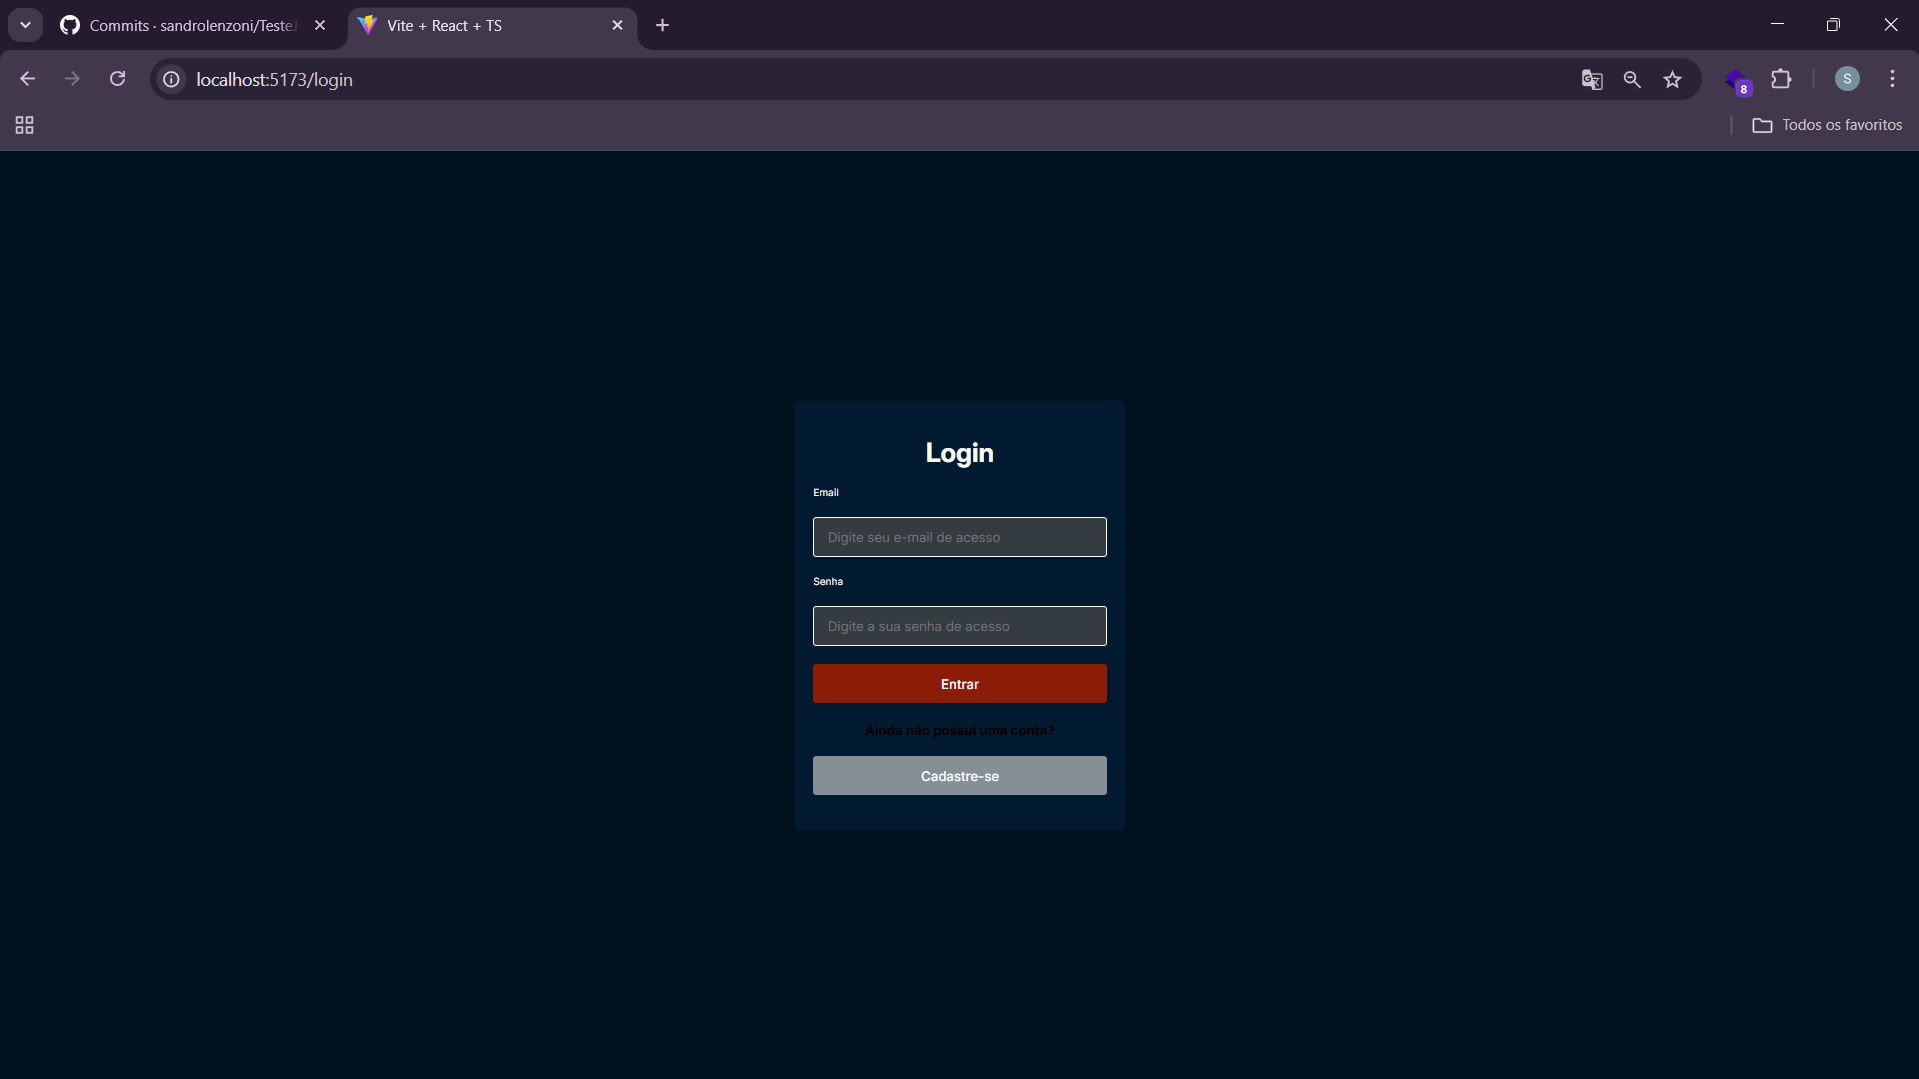 Commits · sandrolenzoni/Teste
Vite + React + TS
localhost:5173/login
8
S
Todos os favoritos
Login
Email
Digite seu e-mail de acesso
Senha
Digite a sua senha de acesso
Entrar
Ainda não possui uma conta?
Cadastre-se